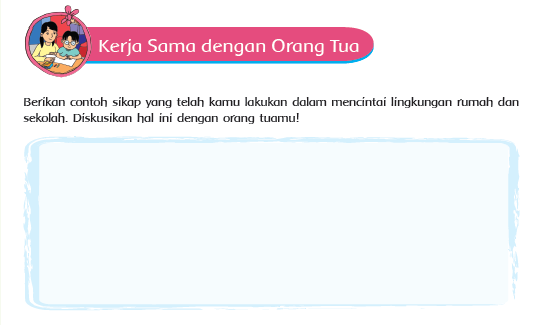 Kerja Sama dengan Orang Tua
Berikan contoh sikap yang telah kamu lakukan dalam mencintai lingkungan rumah dan
sekolah. Diskusikan hal ini dengan orang tuamu!